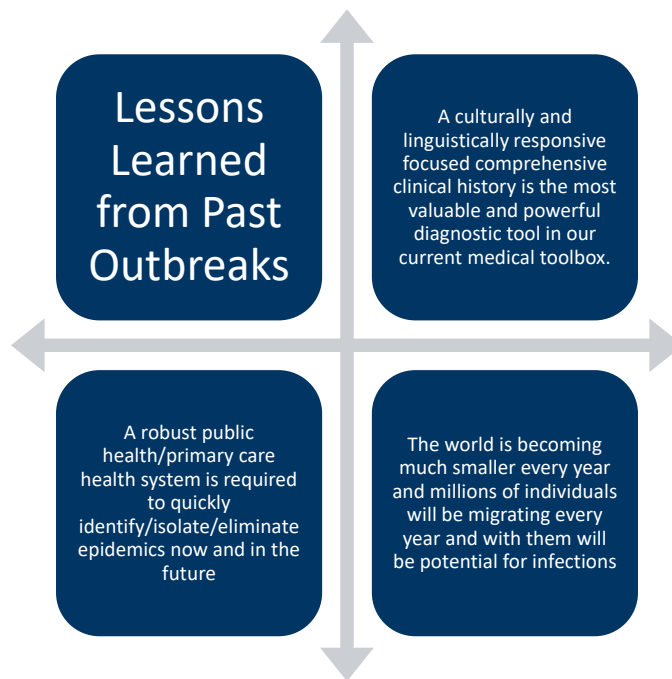 Lessons
Learned
from Past
Outbreaks
A culturally and
linguistically responsive
focused comprehensive
clinical history is the most
valuable and powerful
diagnostic tool in our
current medical toolbox.
A robust public
health/primary care
health system is required
to quickly
identify/isolate/eliminate
epidemics now and in the
future
The world is becoming
much smaller every year
and millions of individuals
will be migrating every
year and with them will
be potential for infections